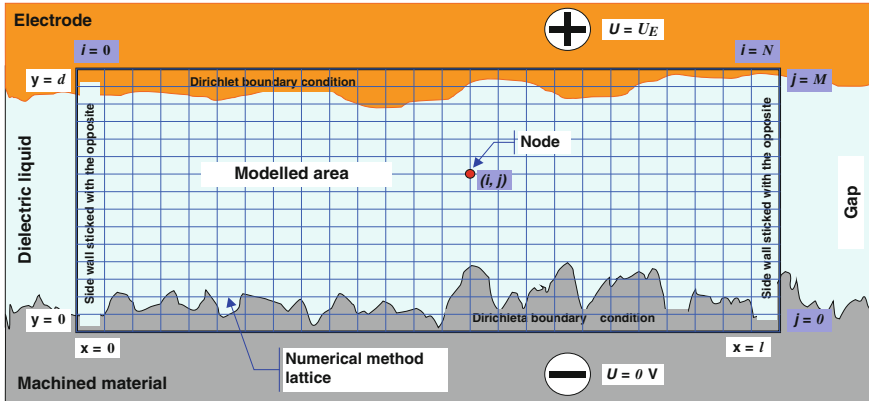 Electrode
U = U_E
i = 0
i = N
y = d
Dirichlet boundary condition
j = M
Dielectric liquid
Side wall sticked with the opposite
Modelled area
Node
(i, j)
Side wall sticked with the opposite
Gap
y = 0
Dirichleta boundary condition
j=0
x = 0
Numerical method
lattice
x = l
Machined material
U = 0 V